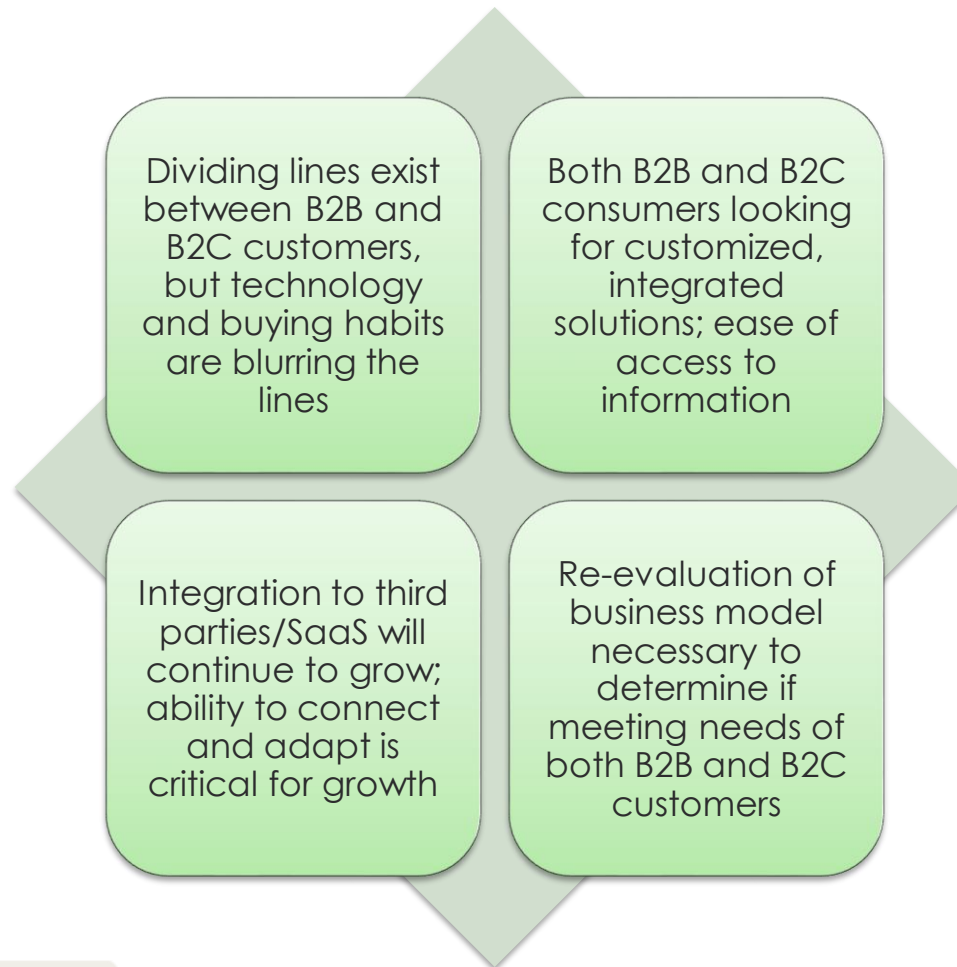 Dividing lines exist
between B2B and
B2C customers,
but technology
and buying habits
are blurring the
lines
Both B2B and B2C
consumers looking
for customized,
integrated
solutions; ease of
access to
information
Integration to third
parties/SaaS will
continue to grow;
ability to connect
and adapt is
critical for growth
Re-evaluation of
business model
necessary to
determine if
meeting needs of
both B2B and B2C
customers